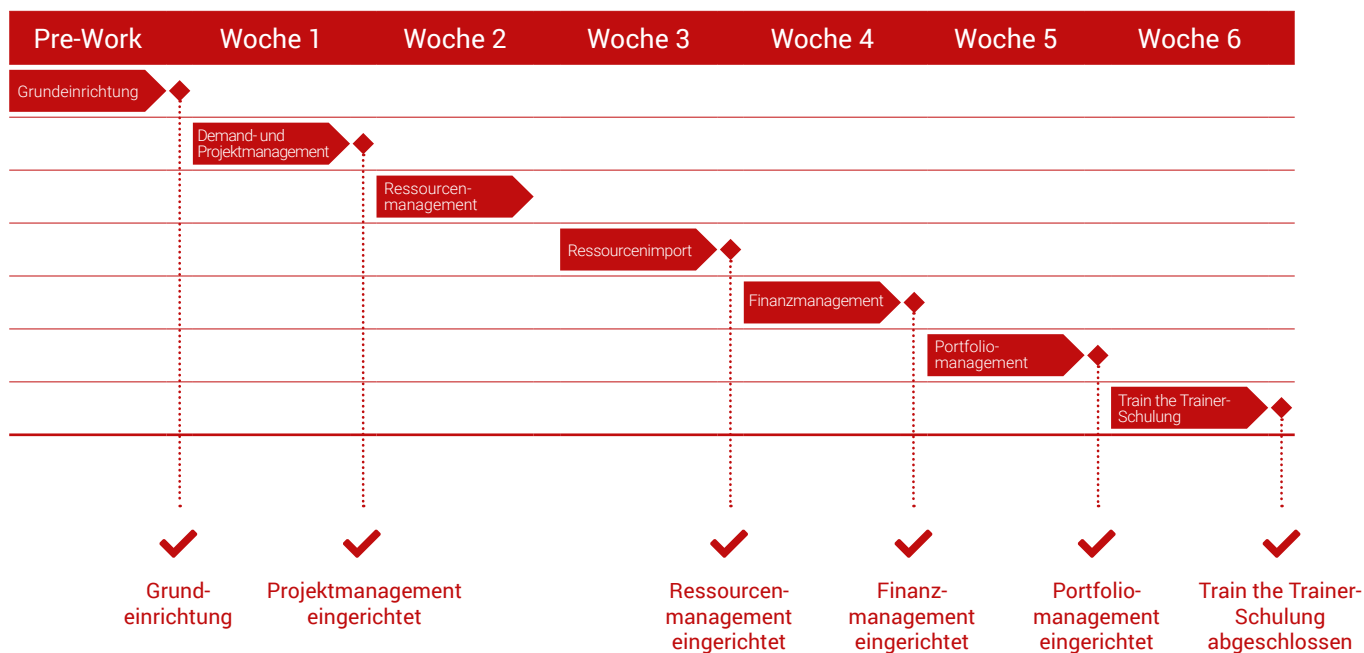 Pre-Work Woche 1 Woche 2 Woche 3 Woche 4 Woche 5 Woche 6
Grundeinrichtung
Demand- und
Projektmanagement
Ressourcen-
management
Ressourcenimport
Finanzmanagement
Portfolio-
management
Train the Trainer-
Schulung
Grund-
einrichtung
Projektmanagement
eingerichtet
Ressourcen-
management
eingerichtet
Finanz-
management
eingerichtet
Portfolio-
management
eingerichtet
Train the Trainer-
Schulung
abgeschlossen